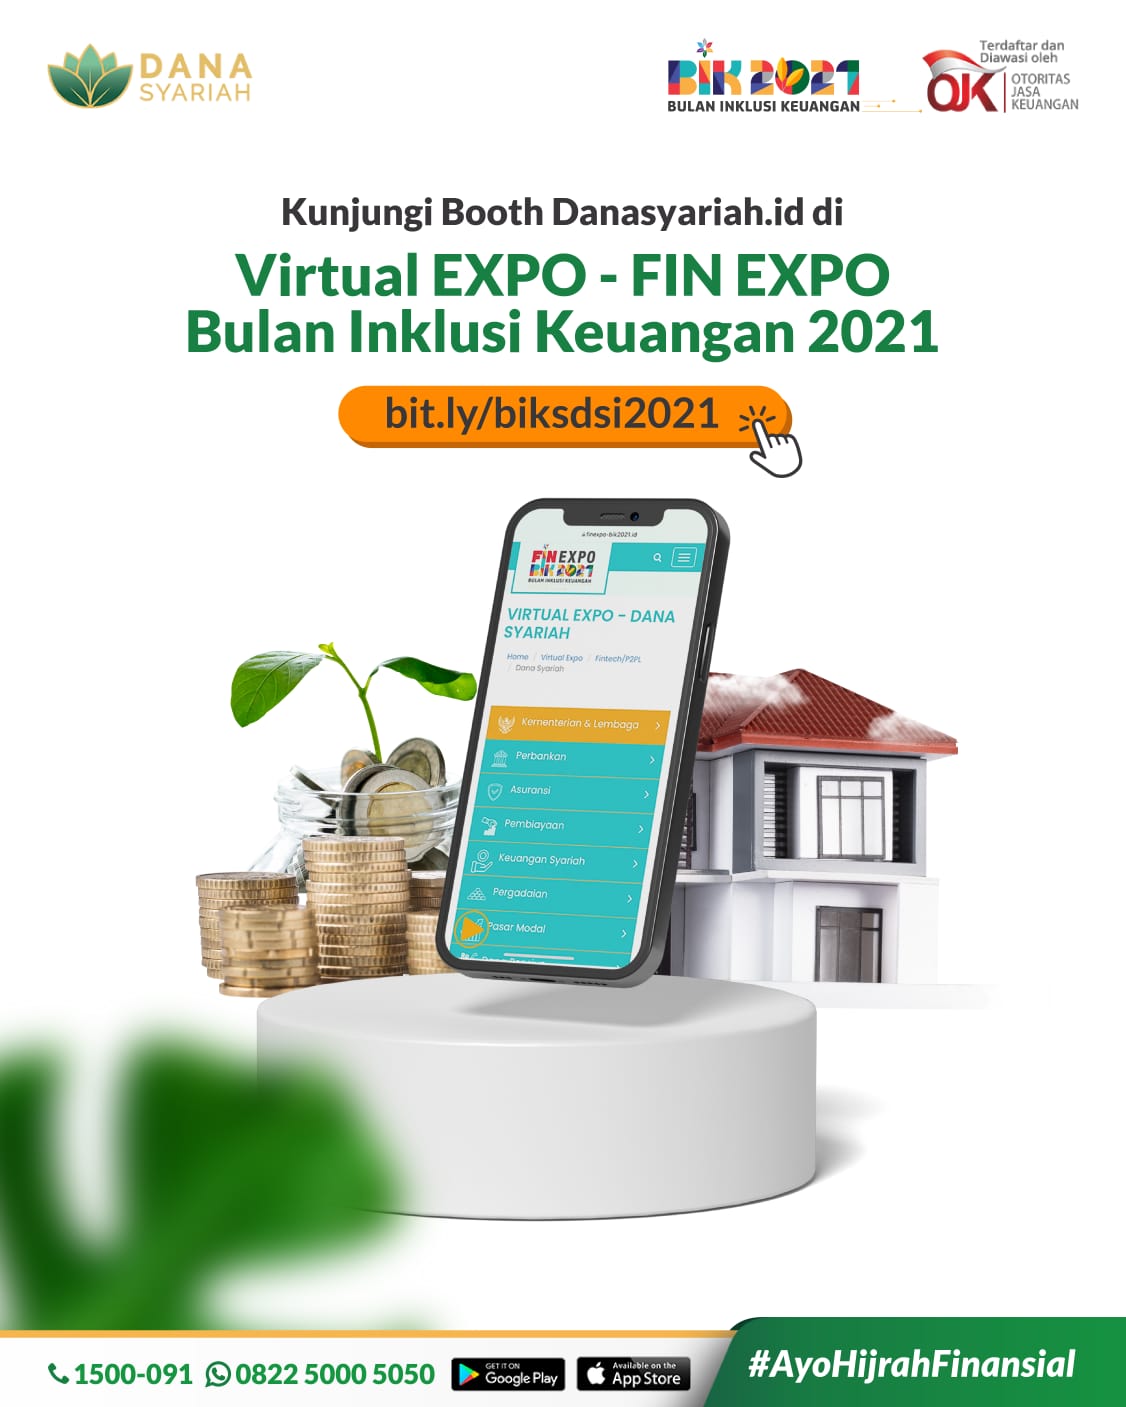 DANA
SYARIAH
BIK 2021
BULAN INKLUSI KEUANGAN
Terdaftar dan
Diawasi oleh
OJK
OTORITAS
JASA
KEUANGAN
Kunjungi Booth Danasyariah.id di
Virtual EXPO - FIN EXPO
Bulan Inklusi Keuangan 2021
bit.ly/biksdsi2021
finexpo-bik2021.id
FIN EXPO
BIK 2021
BULAN INKLUSI KEUANGAN
VIRTUAL EXPO - DANA
SYARIAH
Home / Virtual Expo / Fintech/P2PL
/ Dana Syariah
Kementerian & Lembaga
Perbankan
Asuransi
Pembiayaan
Keuangan Syariah
Pergadaian
Pasar Modal
1500-091
0822 5000 5050
GET IT ON
Google Play
Available on the
App Store
#AyoHijrahFinansial